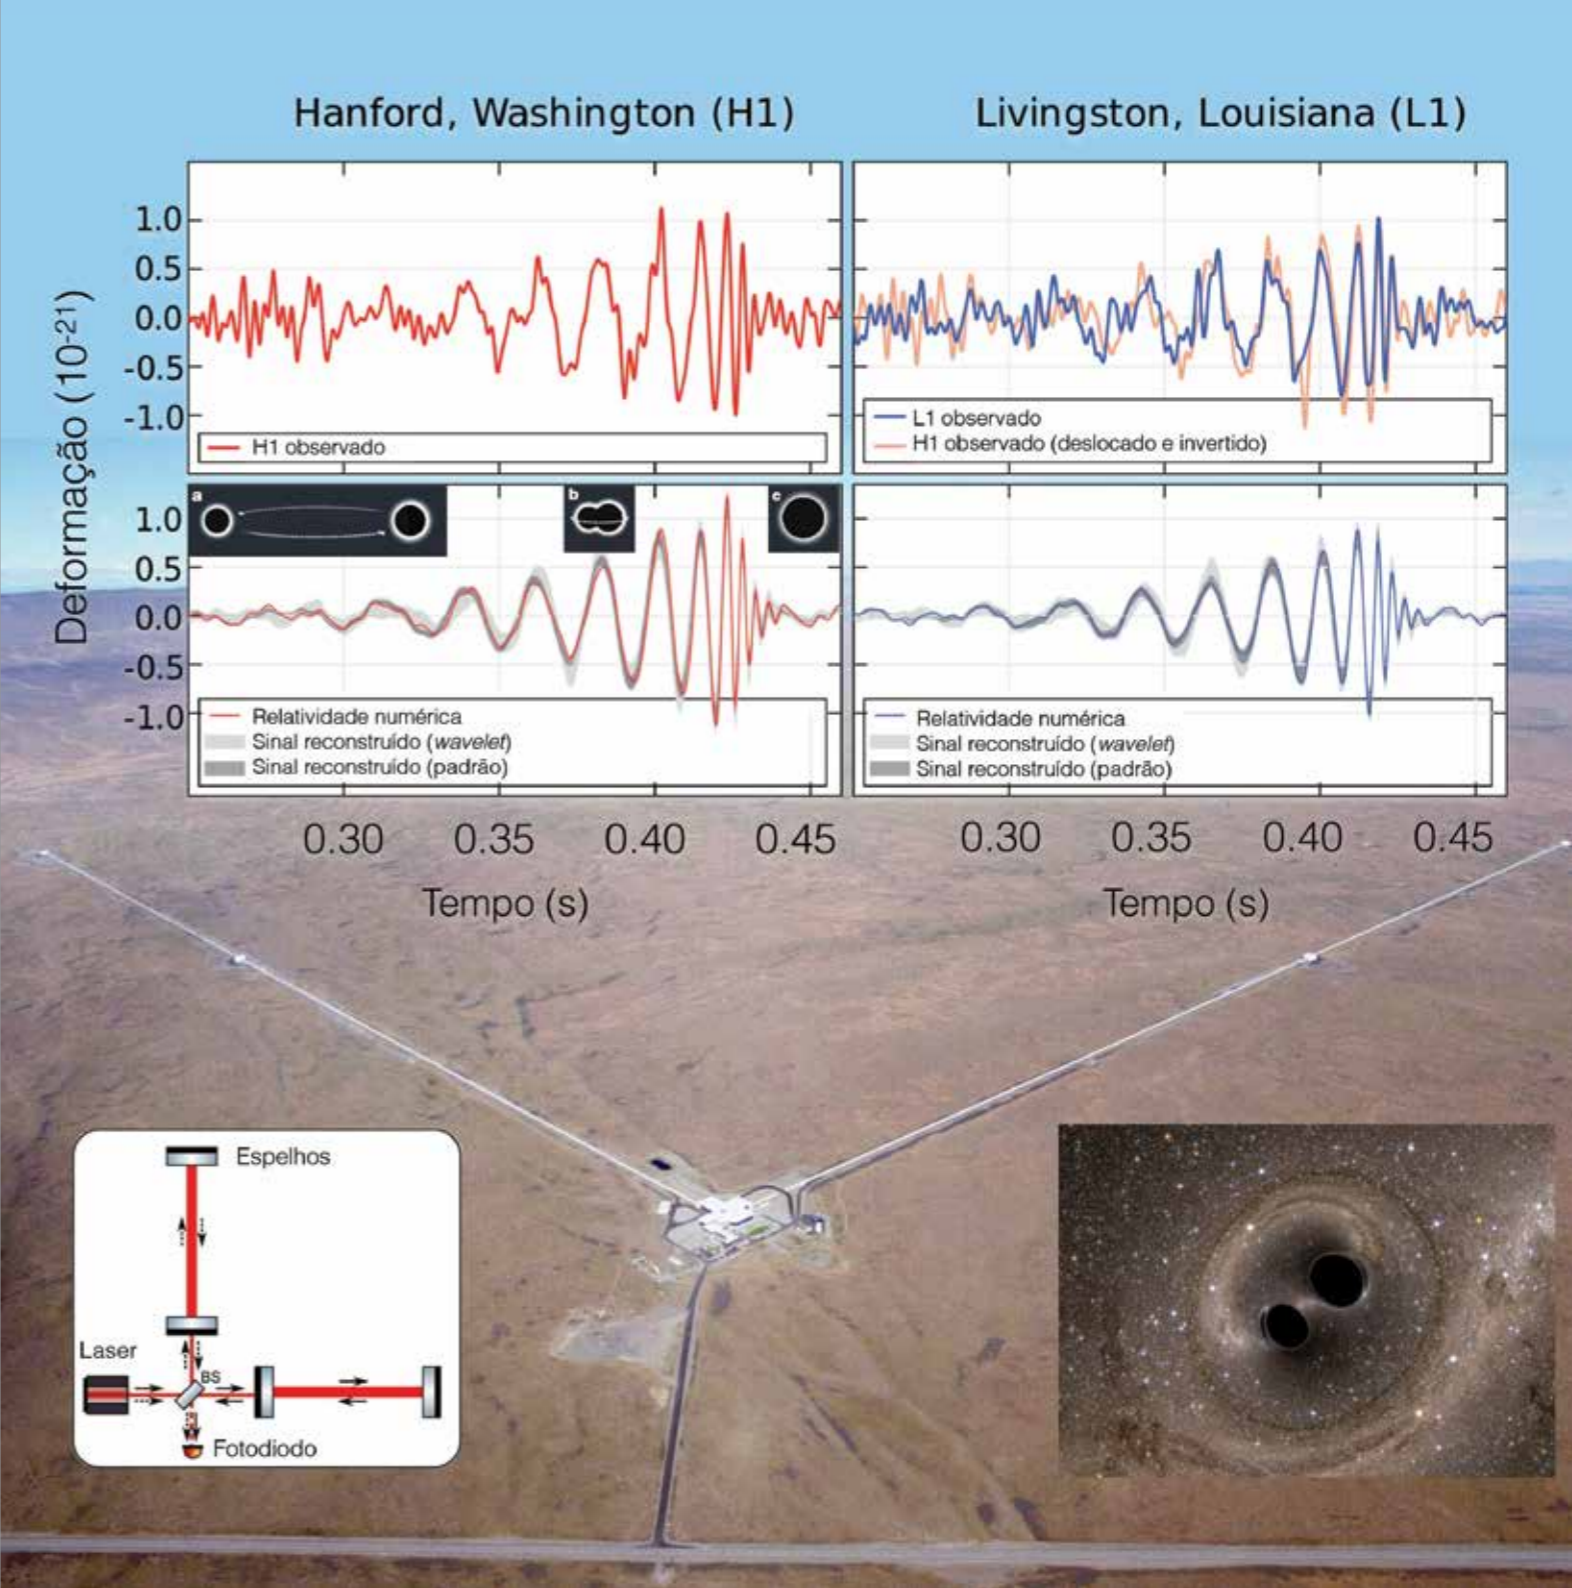 Hanford, Washington (H1)
Livingston, Louisiana (L1)
Deformação (10-21)
1.0
0.5
0.0
-0.5
-1.0
H1 observado
L1 observado
H1 observado (deslocado e invertido)
a
b
c
1.0
0.5
0.0
-0.5
-1.0
Relatividade numérica
Sinal reconstruído (wavelet)
Sinal reconstruído (padrão)
Relatividade numérica
Sinal reconstruído (wavelet)
Sinal reconstruído (padrão)
0.30 0.35 0.40 0.45
0.30 0.35 0.40 0.45
Tempo (s)
Tempo (s)
Espelhos
Laser
BS
Fotodiodo